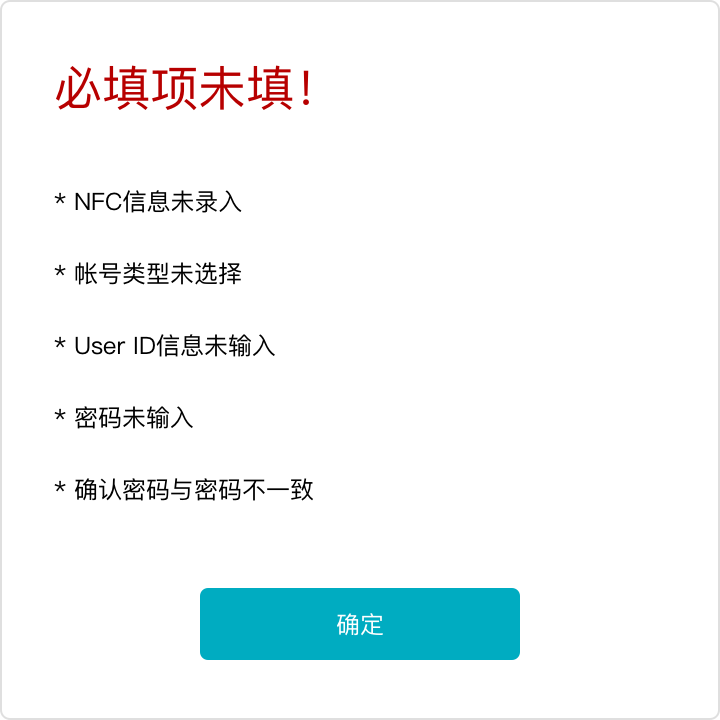 必填项未填！
* NFC信息未录入
* 帐号类型未选择
* User ID信息未输入
* 密码未输入
* 确认密码与密码不一致
确定